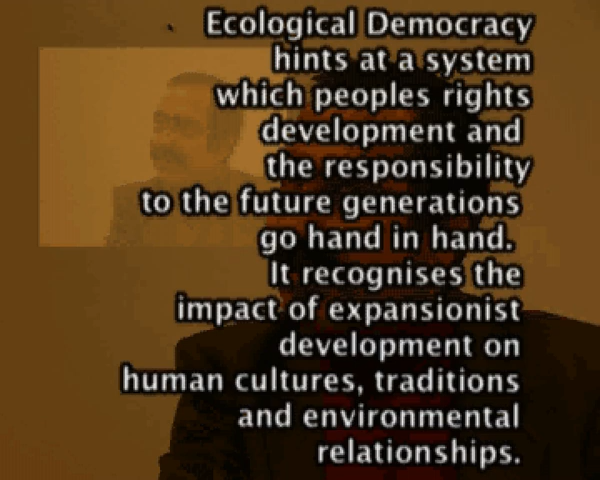 Ecological Democracy
hints at a system
which peoples rights
development and
the responsibility
to the future generations
go hand in hand.
It recognises the
impact of expansionist
development on
human cultures, traditions
and environmental
relationships.